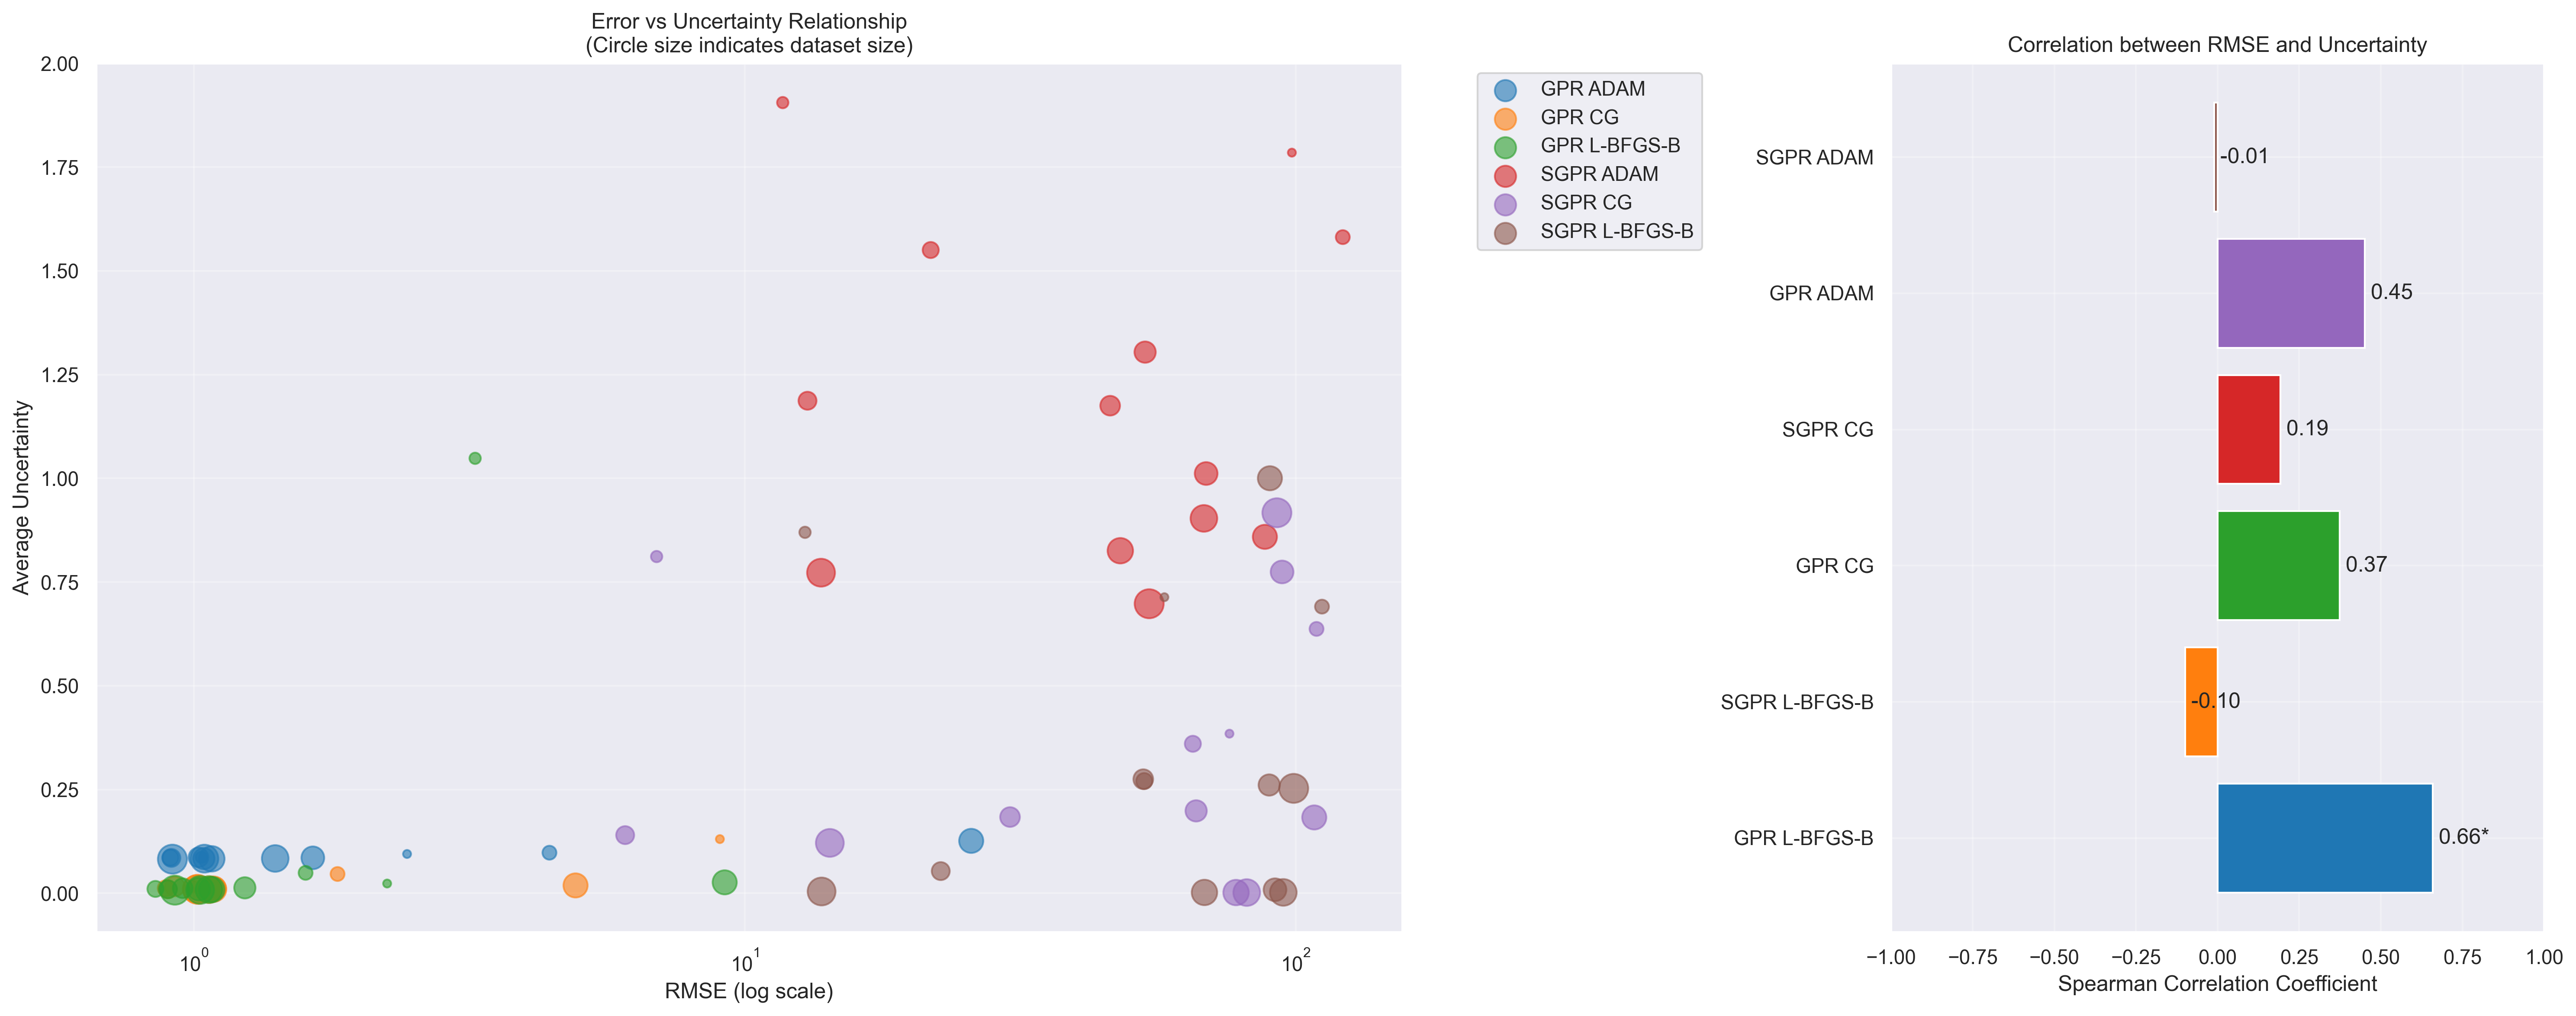 Error vs Uncertainty Relationship
(Circle size indicates dataset size)
Average Uncertainty
2.00
1.75
1.50
1.25
1.00
0.75
0.50
0.25
0.00
10^0
10^1
10^2
RMSE (log scale)
GPR ADAM
GPR CG
GPR L-BFGS-B
SGPR ADAM
SGPR CG
SGPR L-BFGS-B
Correlation between RMSE and Uncertainty
SGPR ADAM
-0.01
GPR ADAM
0.45
SGPR CG
0.19
GPR CG
0.37
SGPR L-BFGS-B
-0.10
GPR L-BFGS-B
0.66*
−1.00 −0.75 −0.50 −0.25 0.00 0.25 0.50 0.75 1.00
Spearman Correlation Coefficient